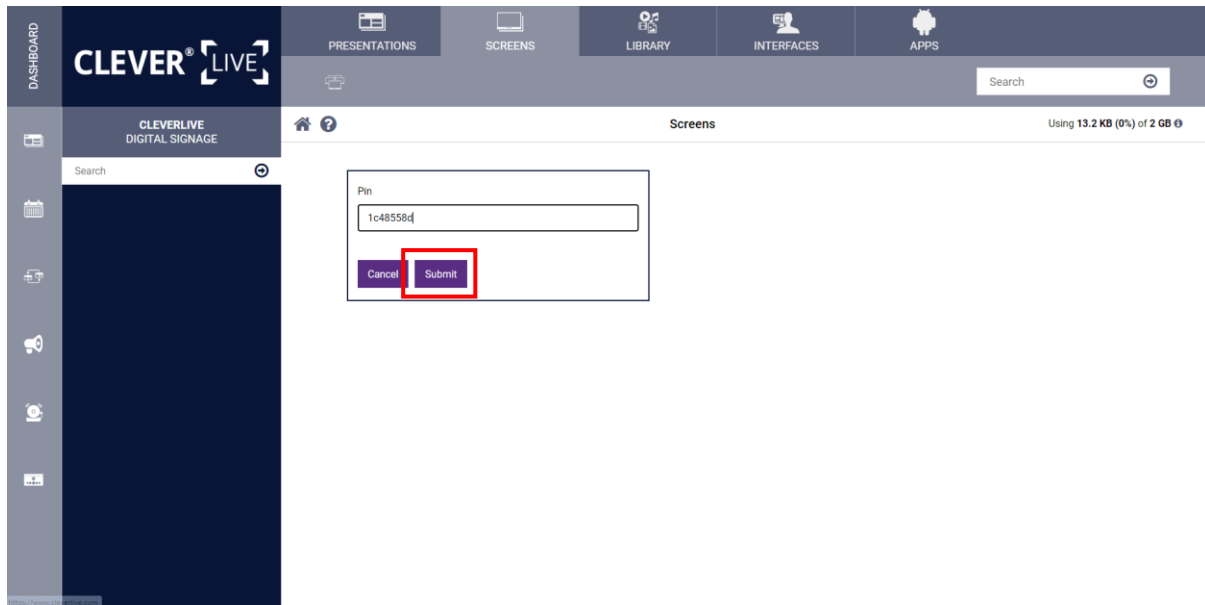 DASHBOARD
CLEVER® LIVE
PRESENTATIONS
SCREENS
LIBRARY
INTERFACES
APPS
Search
CLEVERLIVE
DIGITAL SIGNAGE
Search
Screens
Using 13.2 KB (0%) of 2 GB
Pin
1c48558d
Cancel
Submit